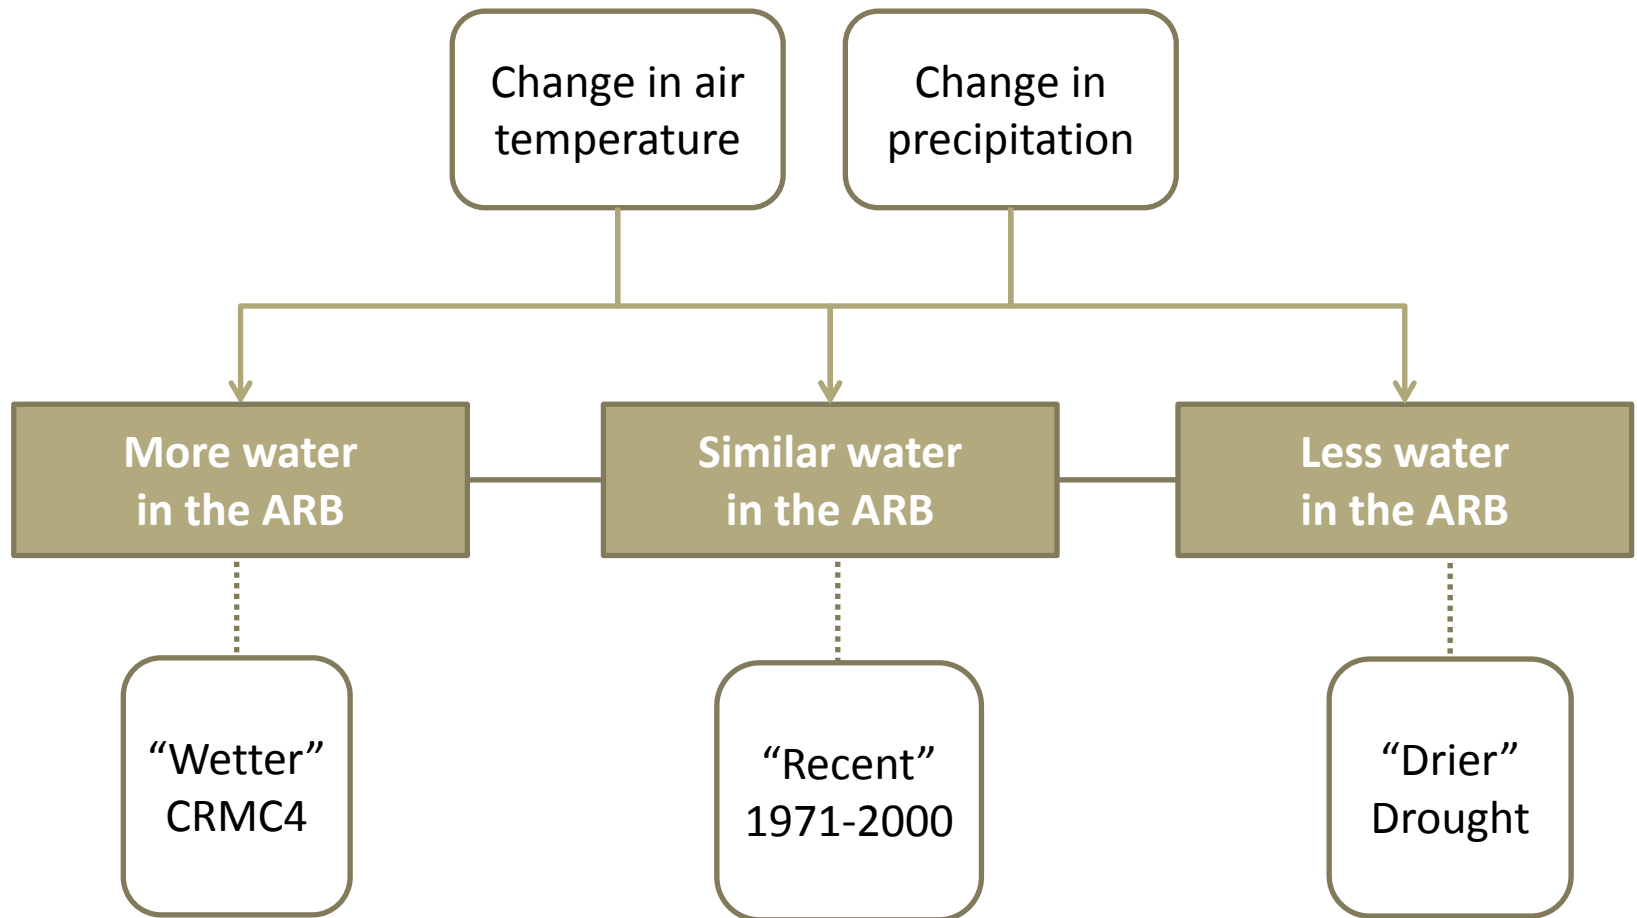 Change in air
temperature
Change in
precipitation
More water
in the ARB
Similar water
in the ARB
Less water
in the ARB
“Wetter”
CRMC4
“Recent”
1971-2000
“Drier”
Drought